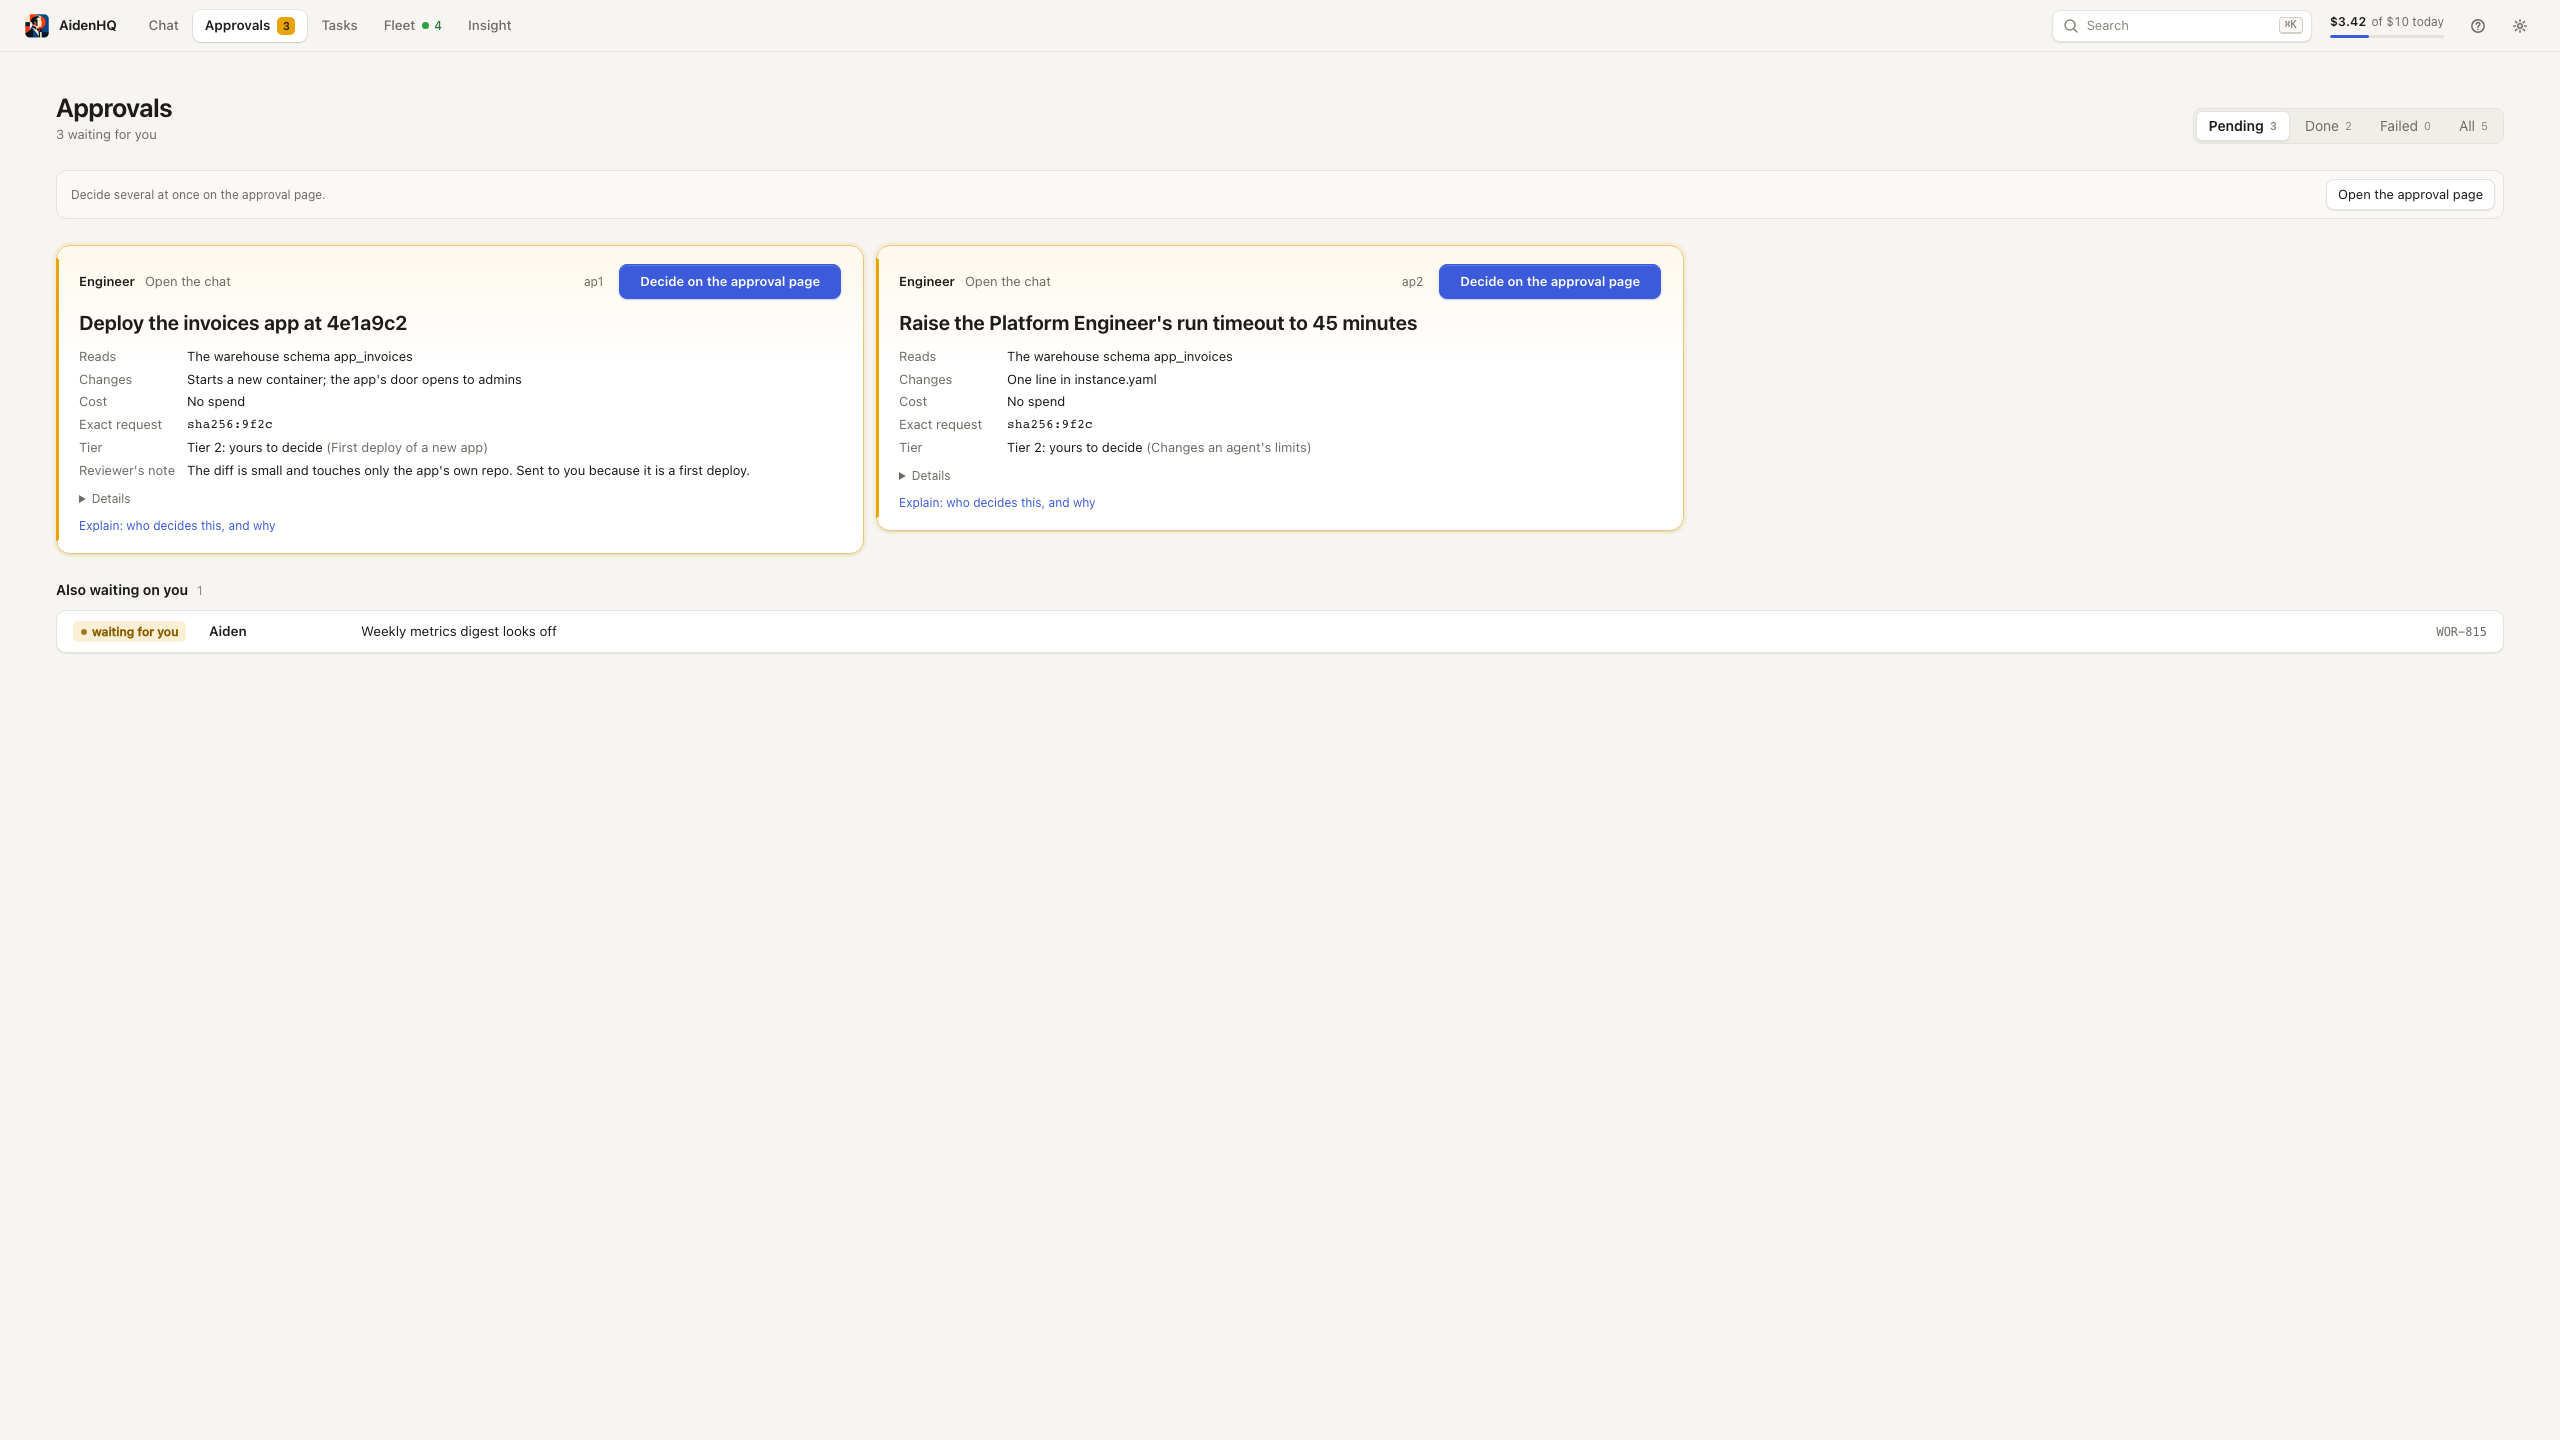 AidenHQ Chat Approvals 3 Tasks Fleet 4 Insight Search ⌘K $3.42 of $10 today
Approvals
3 waiting for you
Pending 3 Done 2 Failed 0 All 5
Decide several at once on the approval page. Open the approval page
Engineer Open the chat ap1 Decide on the approval page
Deploy the invoices app at 4e1a9c2
Reads The warehouse schema app_invoices
Changes Starts a new container; the app's door opens to admins
Cost No spend
Exact request sha256:9f2c
Tier Tier 2: yours to decide (First deploy of a new app)
Reviewer's note The diff is small and touches only the app's own repo. Sent to you because it is a first deploy.
Details
Explain: who decides this, and why
Engineer Open the chat ap2 Decide on the approval page
Raise the Platform Engineer's run timeout to 45 minutes
Reads The warehouse schema app_invoices
Changes One line in instance.yaml
Cost No spend
Exact request sha256:9f2c
Tier Tier 2: yours to decide (Changes an agent's limits)
Details
Explain: who decides this, and why
Also waiting on you 1
waiting for you Aiden Weekly metrics digest looks off WOR-815